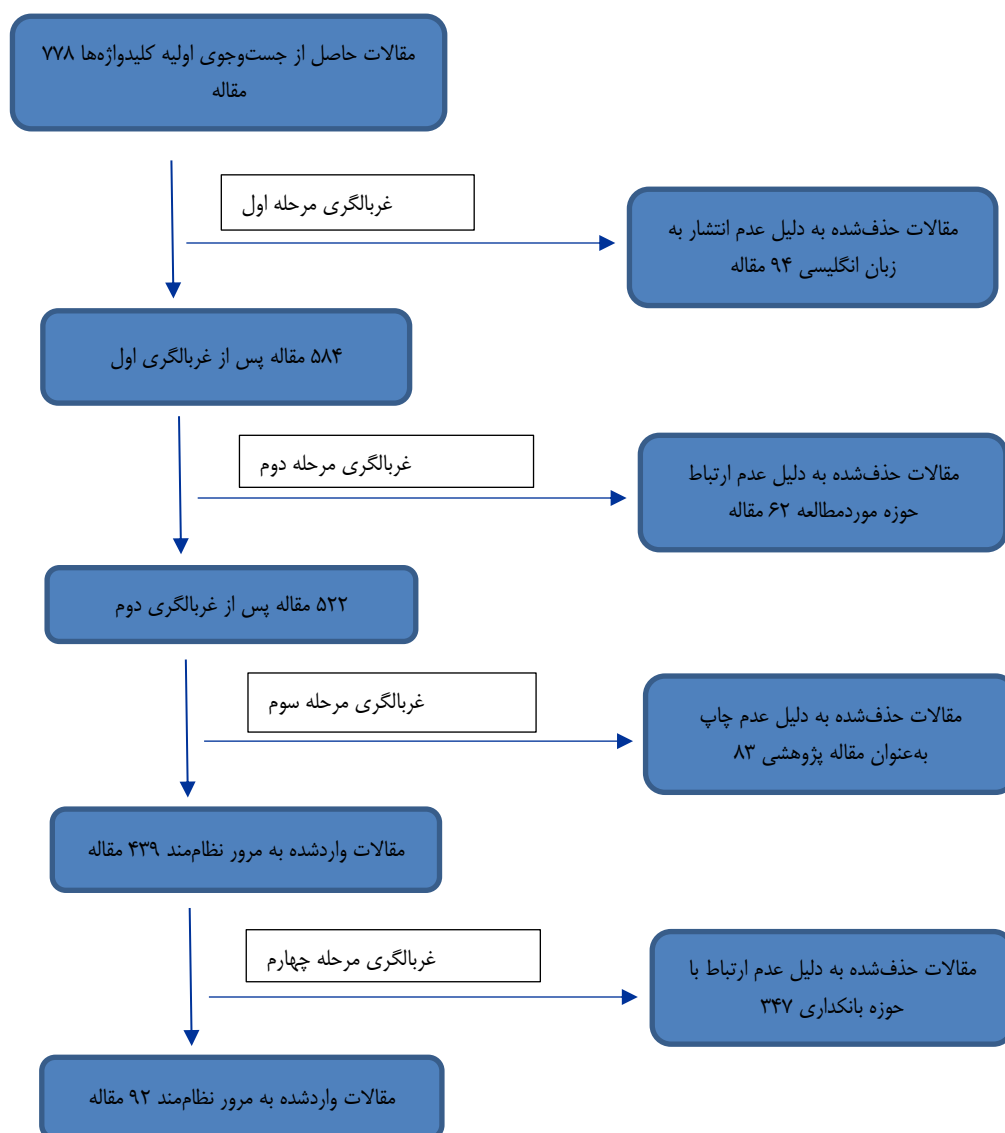 مقالات حاصل از جست‌وجوی اولیه کلیدواژه‌ها ۷۷۸
مقاله
غربالگری مرحله اول
مقالات حذف‌شده به دلیل عدم انتشار به
زبان انگلیسی ۹۴ مقاله
۵۸۴ مقاله پس از غربالگری اول
غربالگری مرحله دوم
مقالات حذف‌شده به دلیل عدم ارتباط
حوزه موردمطالعه ۶۲ مقاله
۵۲۲ مقاله پس از غربالگری دوم
غربالگری مرحله سوم
مقالات حذف‌شده به دلیل عدم چاپ
به‌عنوان مقاله پژوهشی ۸۳
مقالات واردشده به مرور نظام‌مند ۴۳۹ مقاله
غربالگری مرحله چهارم
مقالات حذف‌شده به دلیل عدم ارتباط با
حوزه بانکداری ۳۴۷
مقالات واردشده به مرور نظام‌مند ۹۲ مقاله